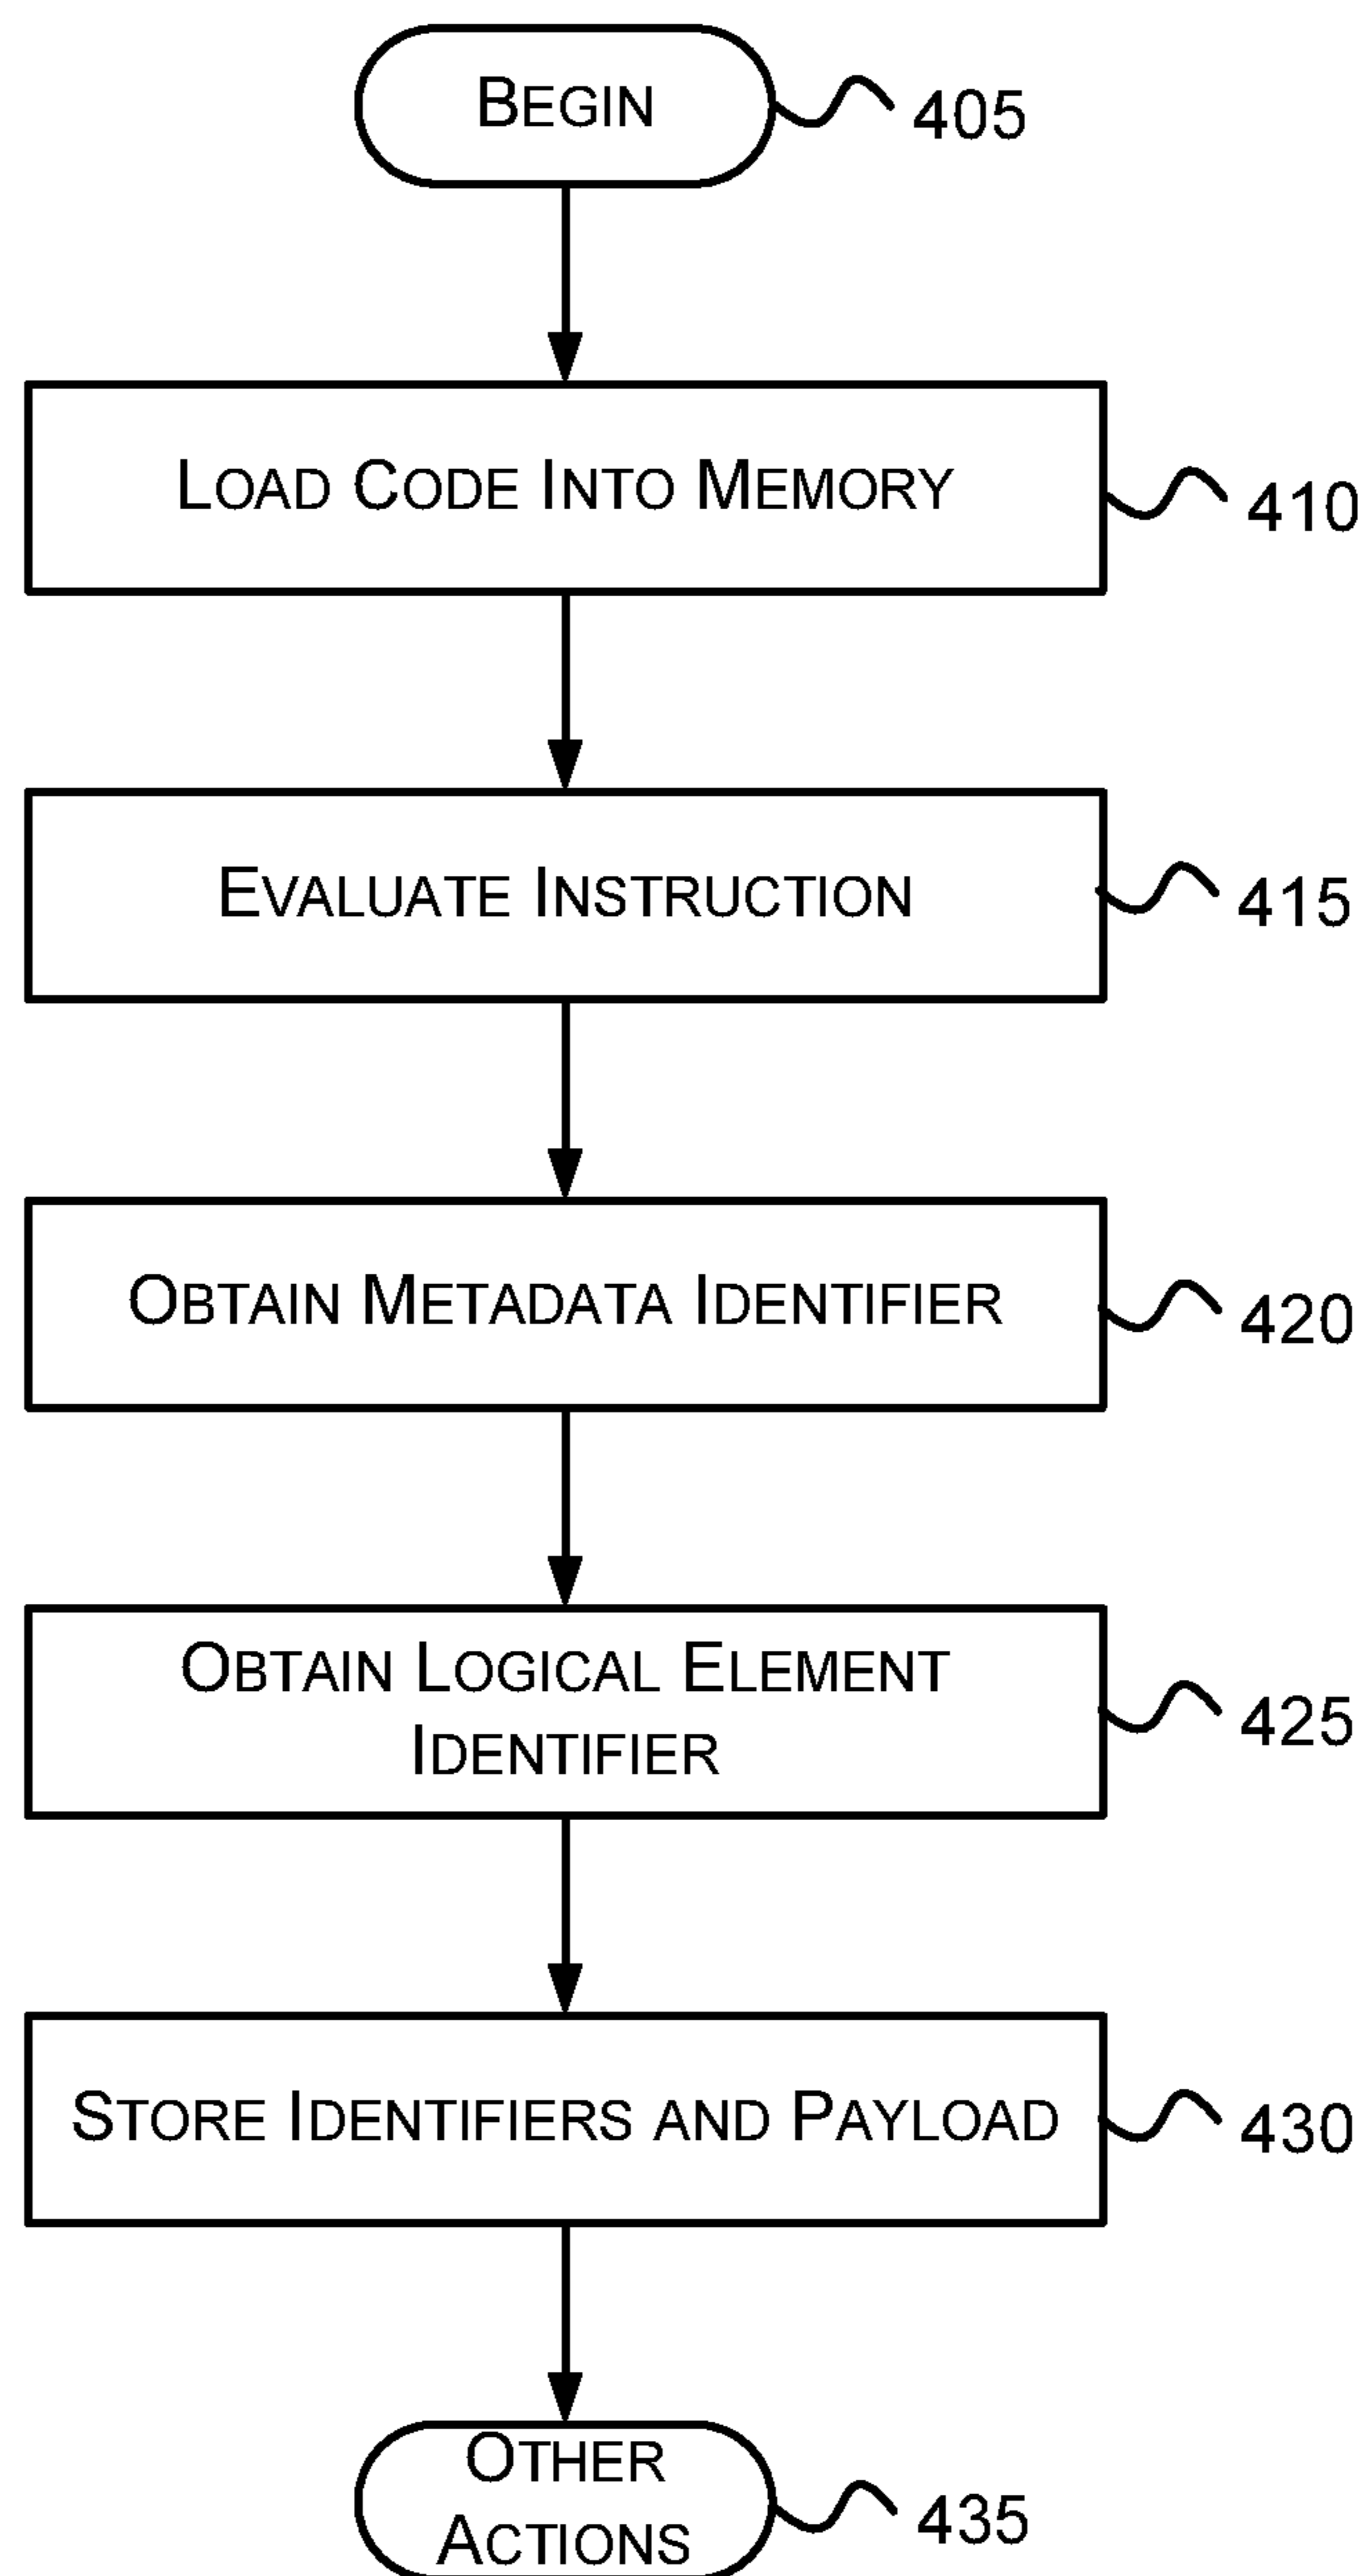 BEGIN
405
LOAD CODE INTO MEMORY
410
EVALUATE INSTRUCTION
415
OBTAIN METADATA IDENTIFIER
420
OBTAIN LOGICAL ELEMENT
IDENTIFIER
425
STORE IDENTIFIERS AND PAYLOAD
430
OTHER
ACTIONS
435